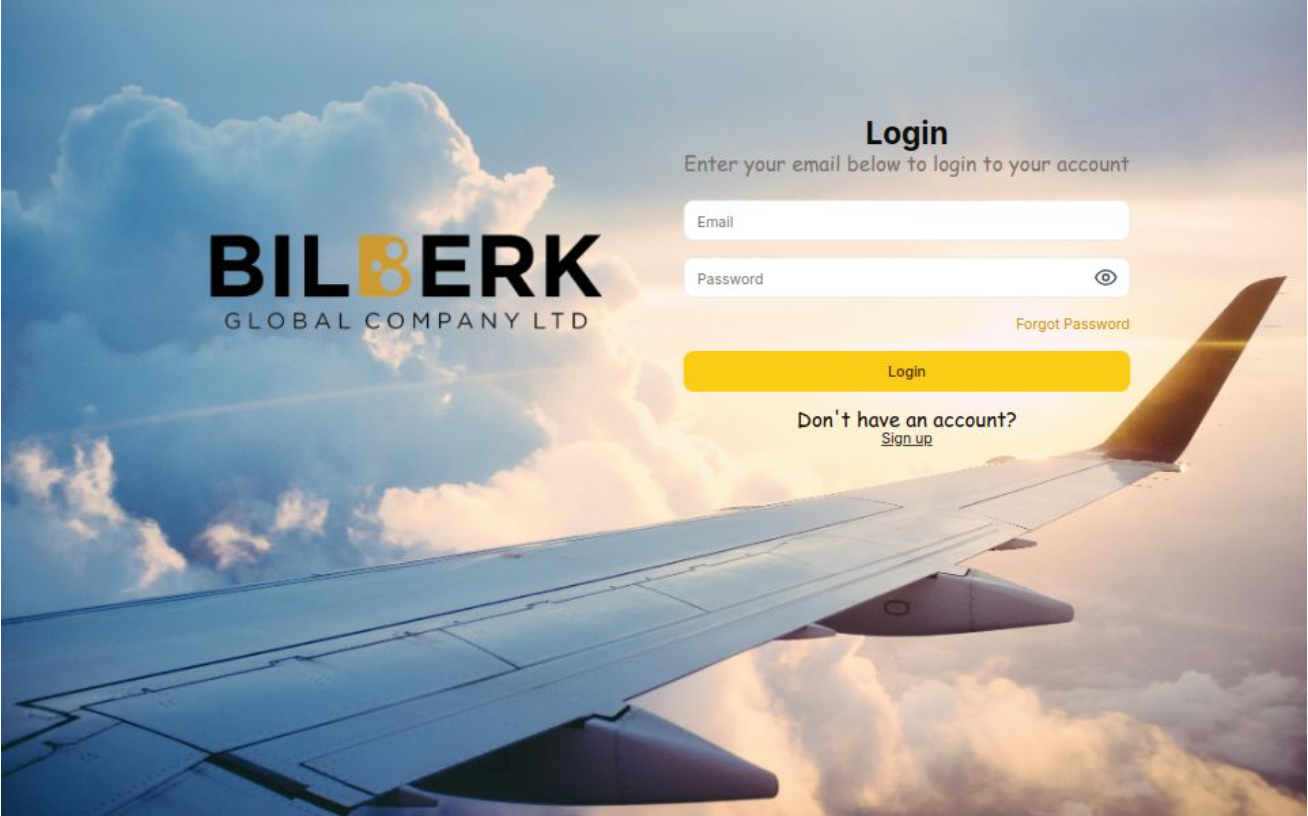 BILBERK
GLOBAL COMPANY LTD
Login
Enter your email below to login to your account
Email
Password
Forgot Password
Login
Don't have an account?
Sign up